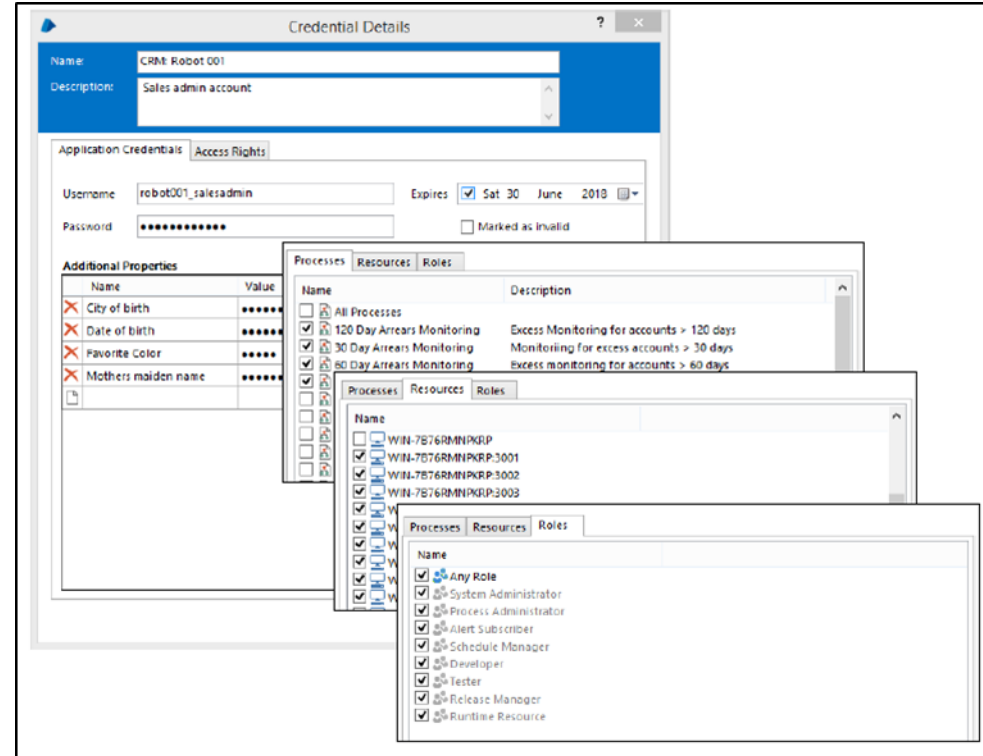 Credential Details
?
Name:
CRM: Robot 001
Description:
Sales admin account
Application Credentials
Access Rights
Username
robot001_salesadmin
Expires
Sat 30 June 2018
Password
••••••••••••
Marked as invalid
Additional Properties
Name
Value
City of birth
Date of birth
Favorite Color
Mothers maiden name
Processes
Resources
Roles
Name
Description
All Processes
120 Day Arrears Monitoring
Excess Monitoring for accounts > 120 days
30 Day Arrears Monitoring
Monitoriing for excess accounts > 30 days
60 Day Arrears Monitoring
Excess monitoring for accounts > 60 days
Processes
Resources
Roles
Name
WIN-7B76RMNPKRP
WIN-7B76RMNPKRP:3001
WIN-7B76RMNPKRP:3002
WIN-7B76RMNPKRP:3003
Processes
Resources
Roles
Name
Any Role
System Administrator
Process Administrator
Alert Subscriber
Schedule Manager
Developer
Tester
Release Manager
Runtime Resource